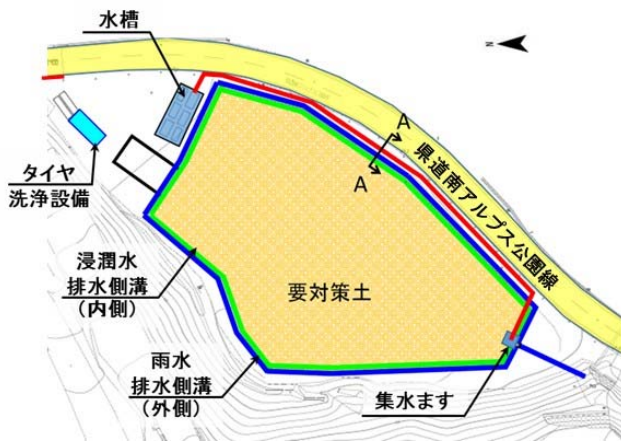 水槽
N
A
A
県道南アルプス公園線
タイヤ
洗浄設備
浸潤水
排水側溝
(内側)
要対策土
雨水
排水側溝
(外側)
集水ます